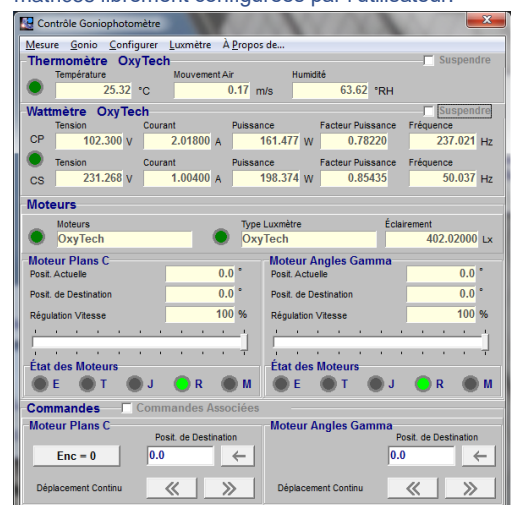 Contrôle Goniophotomètre
Mesure Gonio Configurer Luxmètre À Propos de...
Thermomètre OxyTech Suspendre
Température Mouvement Air Humidité
25.32 °C 0.17 m/s 63.62 °RH
Wattmètre OxyTech Suspendre
Tension Courant Puissance Facteur Puissance Fréquence
CP 102.300 V 2.01800 A 161.477 W 0.78220 237.021 Hz
Tension Courant Puissance Facteur Puissance Fréquence
CS 231.268 V 1.00400 A 198.374 W 0.85435 50.037 Hz
Moteurs
Moteurs Type Luxmètre Éclairement
OxyTech OxyTech 402.02000 Lx
Moteur Plans C Moteur Angles Gamma
Posit. Actuelle 0.0 ° Posit. Actuelle 0.0 °
Posit. de Destination 0.0 ° Posit. de Destination 0.0 °
Régulation Vitesse 100 % Régulation Vitesse 100 %
État des Moteurs État des Moteurs
E T J R M E T J R M
Commandes Commandes Associées
Moteur Plans C Moteur Angles Gamma
Posit. de Destination Posit. de Destination
Enc = 0 0.0 0.0
Déplacement Continu Déplacement Continu